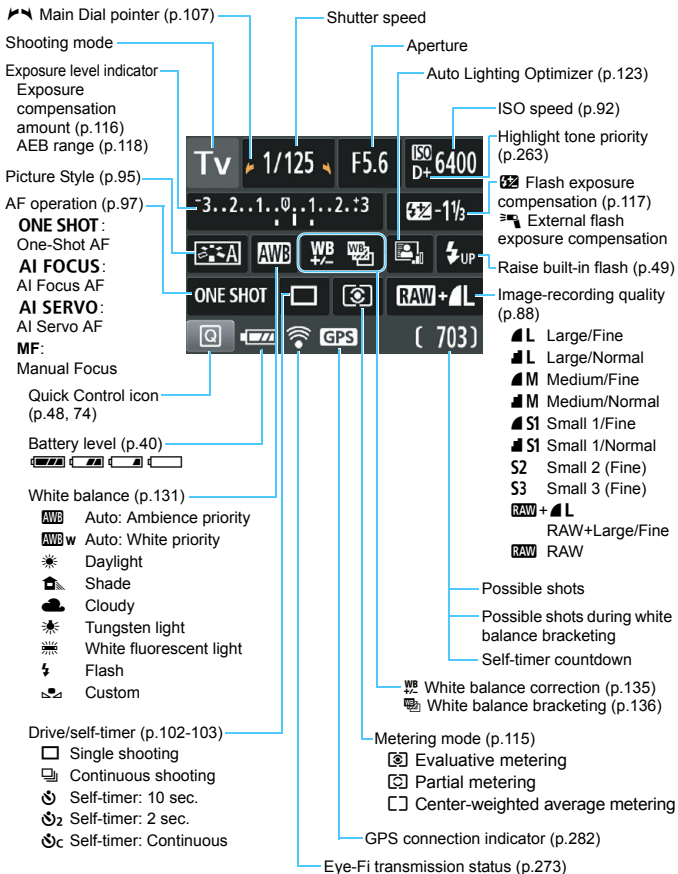 Main Dial pointer (p.107)
Shutter speed
Shooting mode
Aperture
Exposure level indicator
Exposure
compensation
amount (p.116)
AEB range (p.118)
Auto Lighting Optimizer (p.123)
ISO speed (p.92)
Highlight tone priority
(p.263)
Picture Style (p.95)
AF operation (p.97)
ONE SHOT:
One-Shot AF
AI FOCUS:
AI Focus AF
AI SERVO:
AI Servo AF
MF:
Manual Focus
Tv 1/125 F5.6 ISO D+ 6400
-3..2..1..0..1..2.+3 -1⅓
A AWB WB +/- WB UP
ONE SHOT RAW+L
Q GPS ( 703)
Flash exposure
compensation (p.117)
External flash
exposure compensation
Raise built-in flash (p.49)
Image-recording quality
(p.88)
L Large/Fine
L Large/Normal
M Medium/Fine
M Medium/Normal
S1 Small 1/Fine
S1 Small 1/Normal
S2 Small 2 (Fine)
S3 Small 3 (Fine)
RAW+L
RAW+Large/Fine
RAW RAW
Quick Control icon
(p.48, 74)
Battery level (p.40)
White balance (p.131)
AWB Auto: Ambience priority
AWB w Auto: White priority
Daylight
Shade
Cloudy
Tungsten light
White fluorescent light
Flash
Custom
Possible shots
Possible shots during white
balance bracketing
Self-timer countdown
WB +/- White balance correction (p.135)
WB White balance bracketing (p.136)
Drive/self-timer (p.102-103)
Single shooting
Continuous shooting
Self-timer: 10 sec.
2 Self-timer: 2 sec.
c Self-timer: Continuous
Metering mode (p.115)
Evaluative metering
Partial metering
Center-weighted average metering
GPS connection indicator (p.282)
Eye-Fi transmission status (p.273)